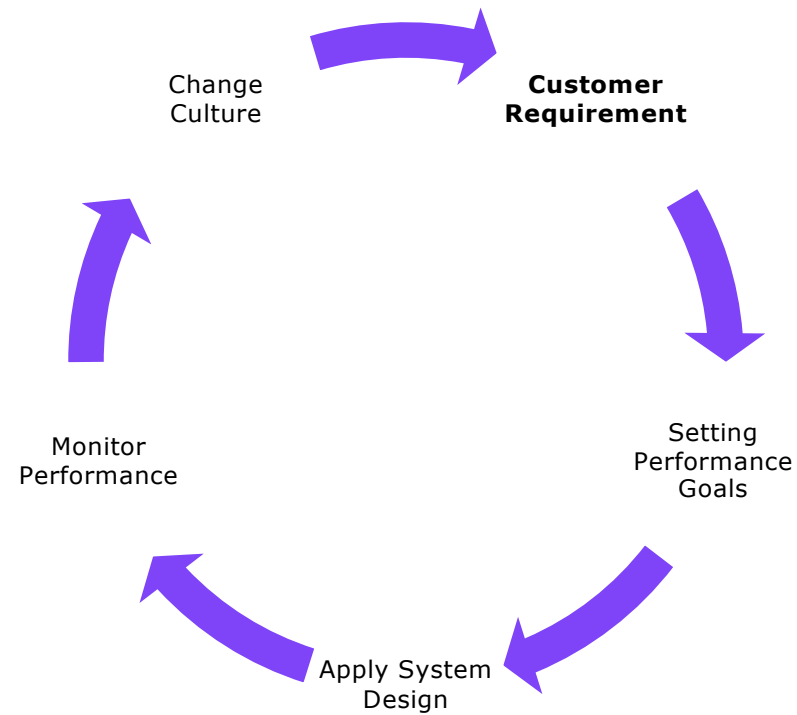 Change
Culture
Customer
Requirement
Setting
Performance
Goals
Apply System
Design
Monitor
Performance